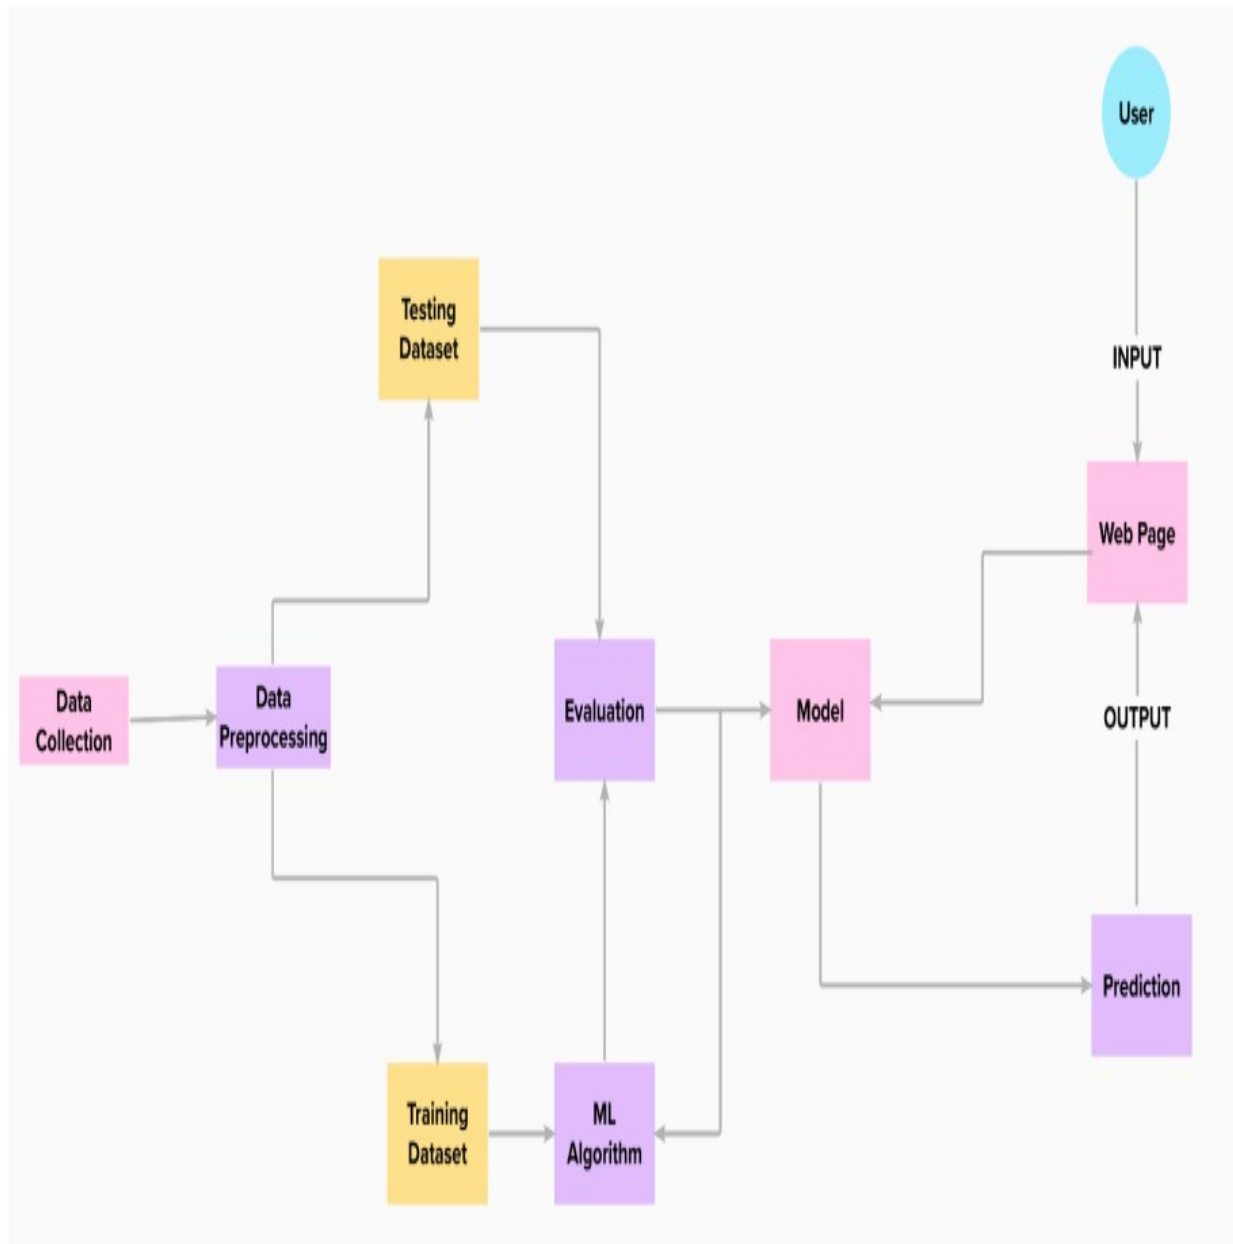 User
Testing
Dataset
INPUT
Web Page
Data
Collection
Data
Preprocessing
Evaluation
Model
OUTPUT
Prediction
Training
Dataset
ML
Algorithm